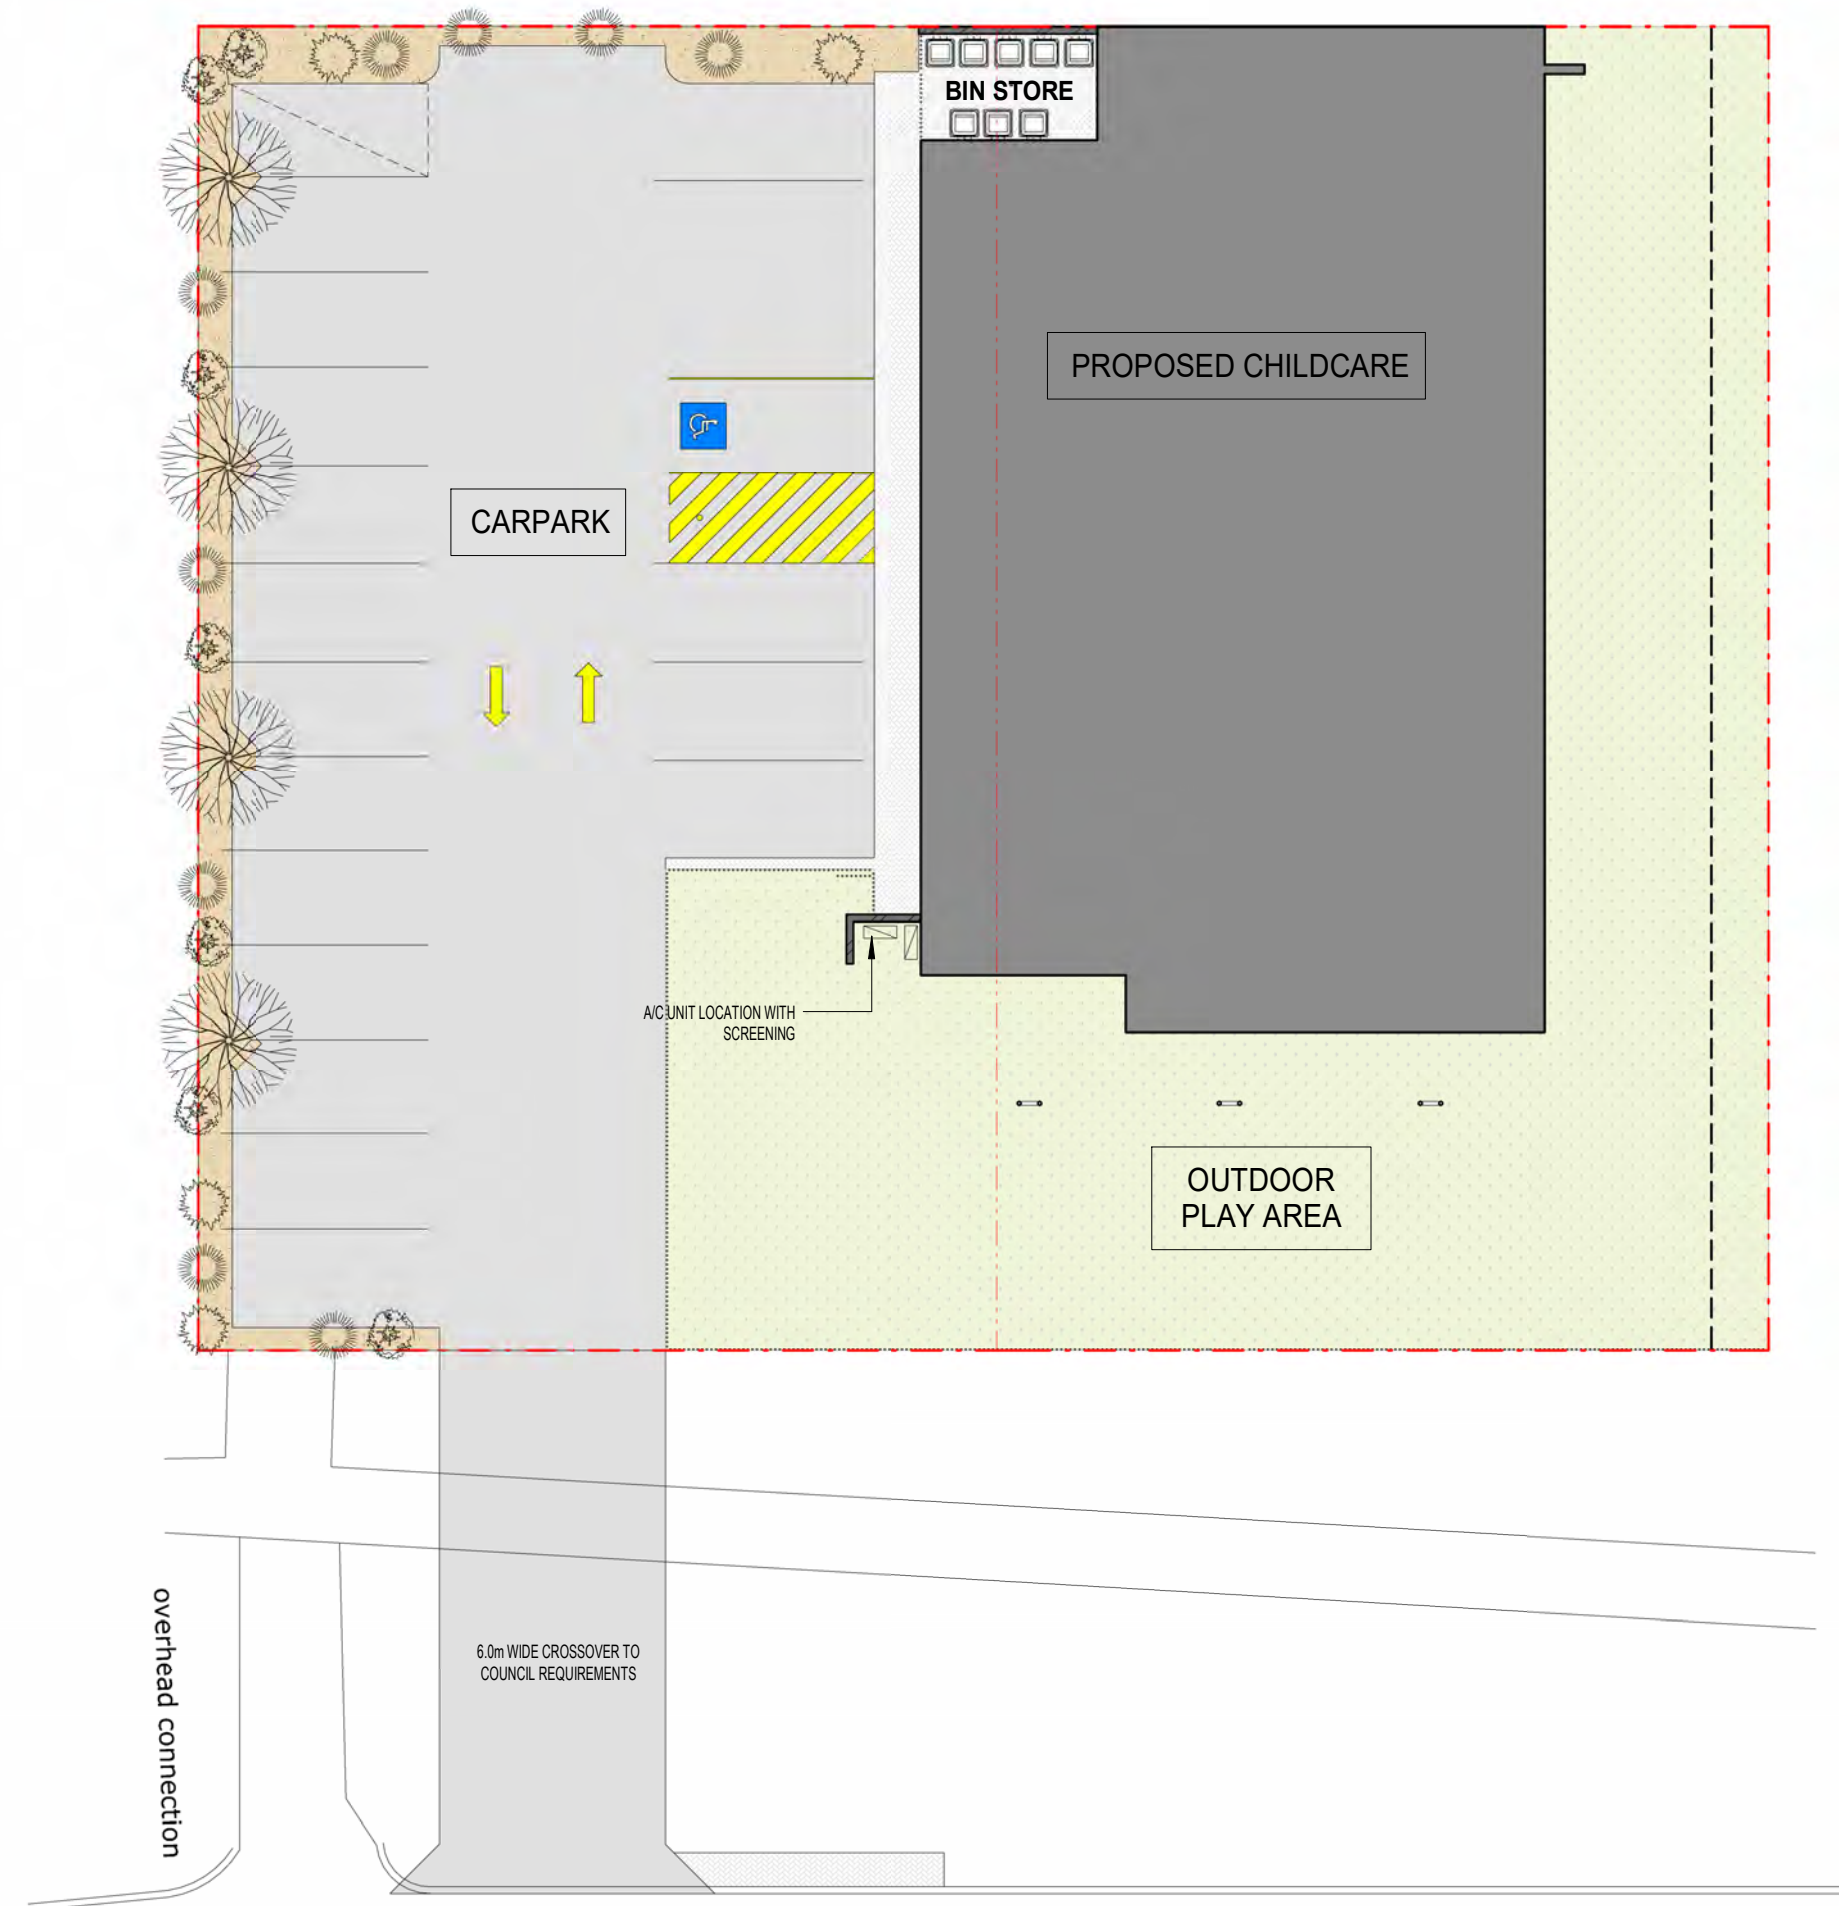 BIN STORE
PROPOSED CHILDCARE
CARPARK
A/C UNIT LOCATION WITH
SCREENING
OUTDOOR
PLAY AREA
6.0m WIDE CROSSOVER TO
COUNCIL REQUIREMENTS
overhead connection